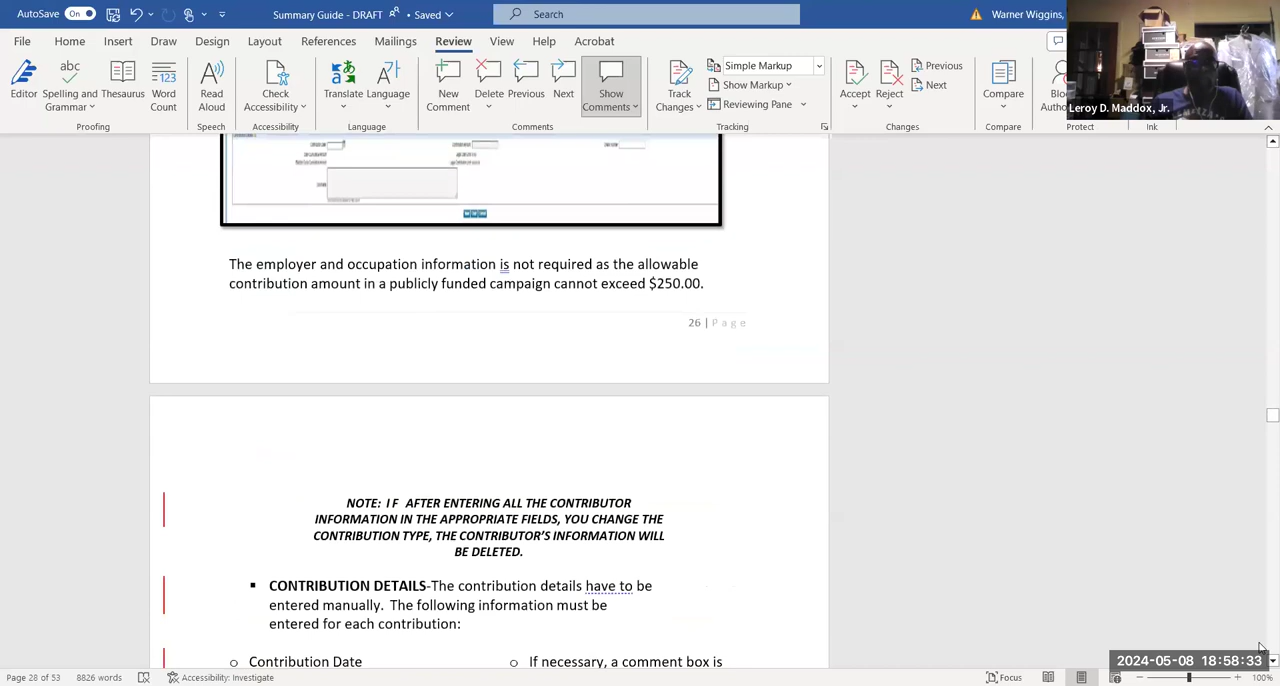 AutoSave On Summary Guide - DRAFT Saved Search Warner Wiggins,
File Home Insert Draw Design Layout References Mailings Review View Help Acrobat
Editor
Spelling and Grammar
Thesaurus
Word Count
Read Aloud
Check Accessibility
Translate
Language
New Comment
Delete
Previous
Next
Show Comments
Track Changes
Simple Markup
Show Markup
Reviewing Pane
Accept
Reject
Previous
Next
Compare
Proofing Speech Accessibility Language Comments Tracking Changes Compare Protect Ink
Leroy D. Maddox, Jr.
The employer and occupation information is not required as the allowable
contribution amount in a publicly funded campaign cannot exceed $250.00.
26 | Page
NOTE: I F AFTER ENTERING ALL THE CONTRIBUTOR
INFORMATION IN THE APPROPRIATE FIELDS, YOU CHANGE THE
CONTRIBUTION TYPE, THE CONTRIBUTOR'S INFORMATION WILL
BE DELETED.
▪ CONTRIBUTION DETAILS-The contribution details have to be
entered manually. The following information must be
entered for each contribution:
o Contribution Date
o If necessary, a comment box is
2024-05-08 18:58:33
Page 28 of 53 8826 words Accessibility: Investigate Focus 100%